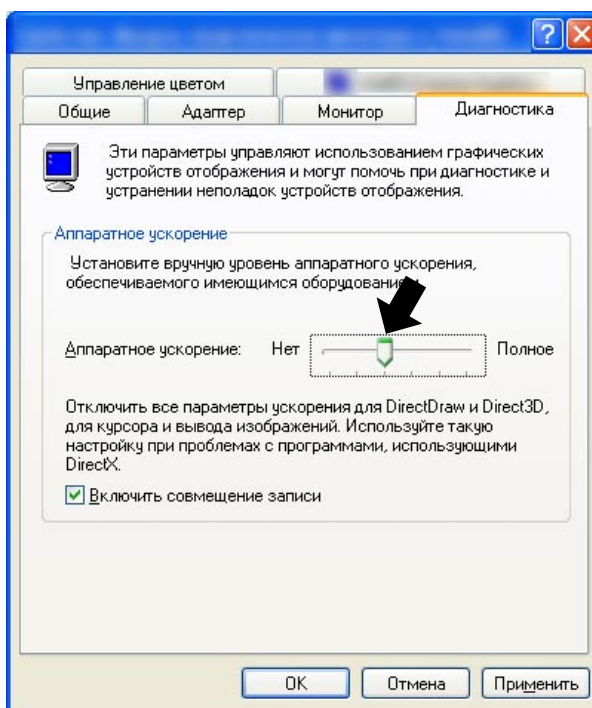 Управление цветом
Общие Адаптер Монитор Диагностика
Эти параметры управляют использованием графических
устройств отображения и могут помочь при диагностике и
устранении неполадок устройств отображения.
Аппаратное ускорение
Установите вручную уровень аппаратного ускорения,
обеспечиваемого имеющимся оборудованием.
Аппаратное ускорение: Нет Полное
Отключить все параметры ускорения для DirectDraw и Direct3D,
для курсора и вывода изображений. Используйте такую
настройку при проблемах с программами, использующими
DirectX.
Включить совмещение записи
OK Отмена Применить